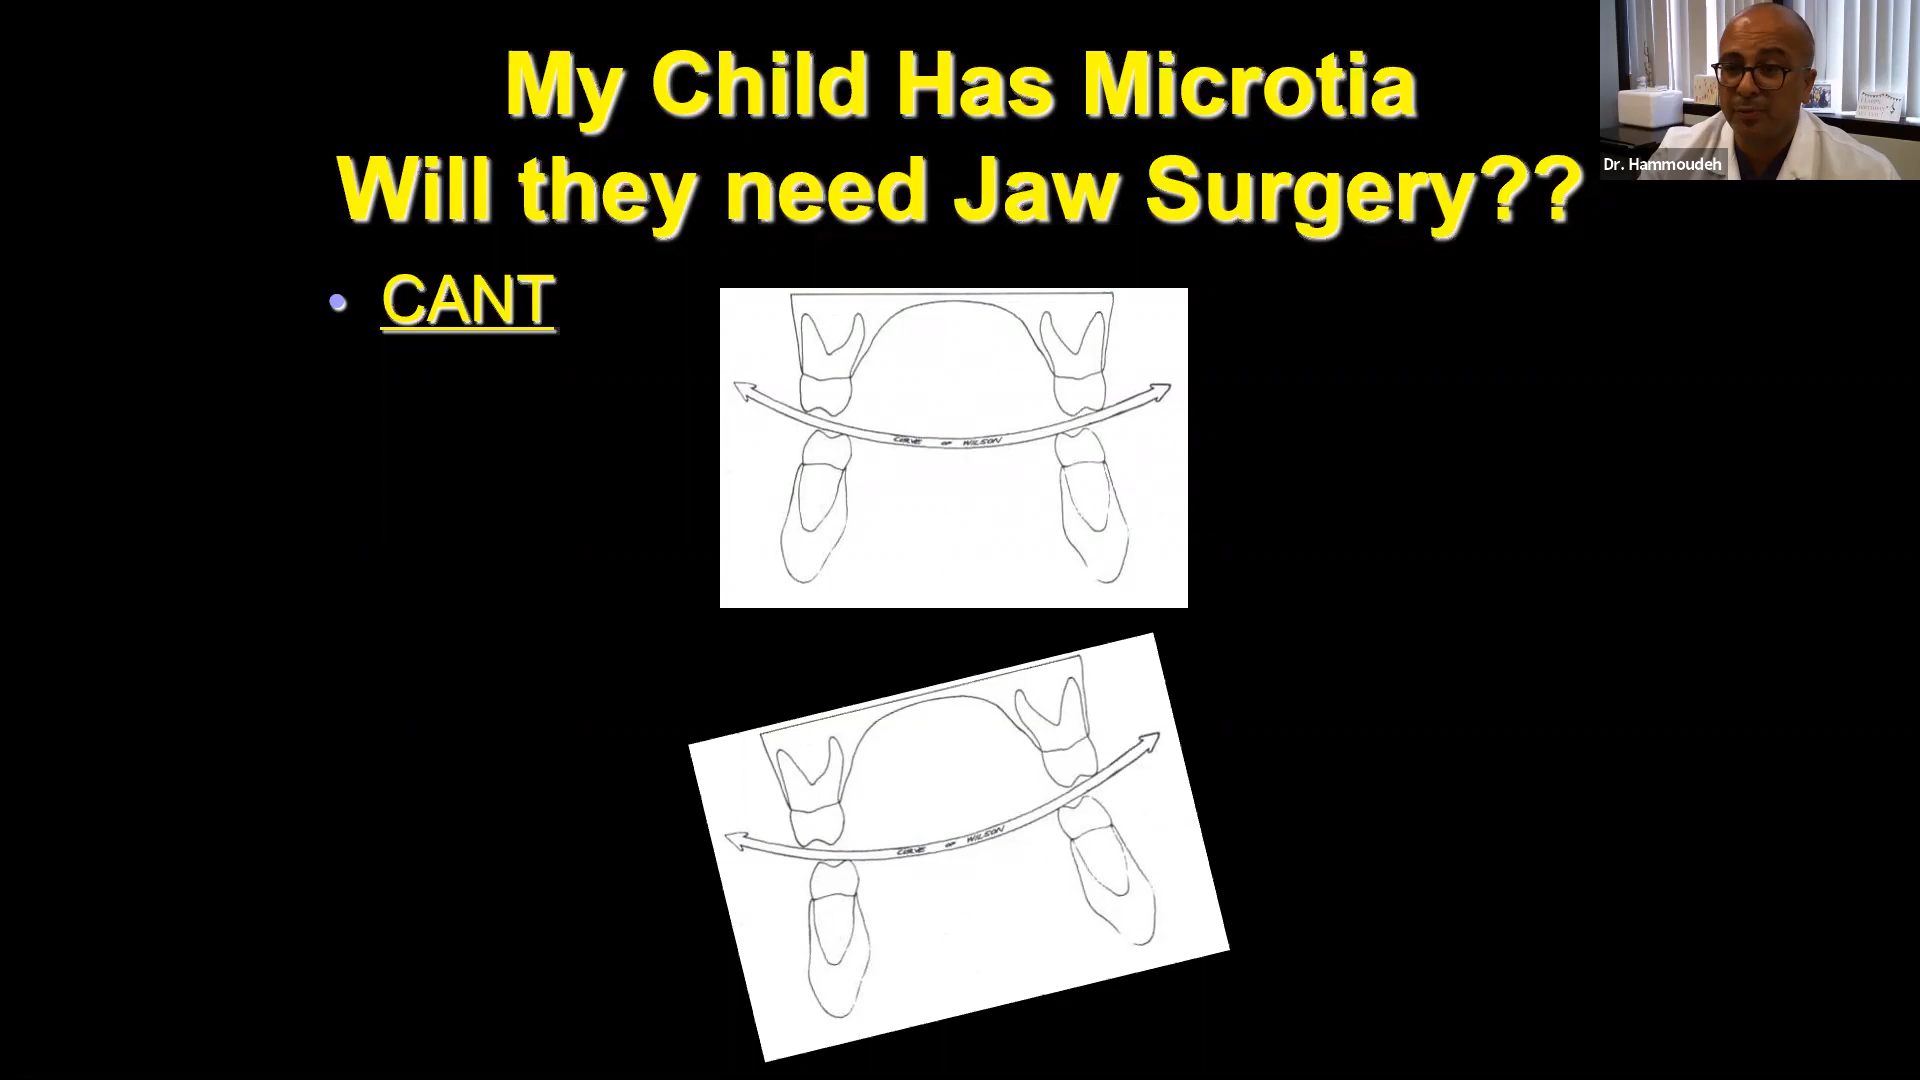 My Child Has Microtia
Will they need Jaw Surgery??
Dr. Hammoudeh
• CANT
CURVE OF WILSON
CURVE OF WILSON